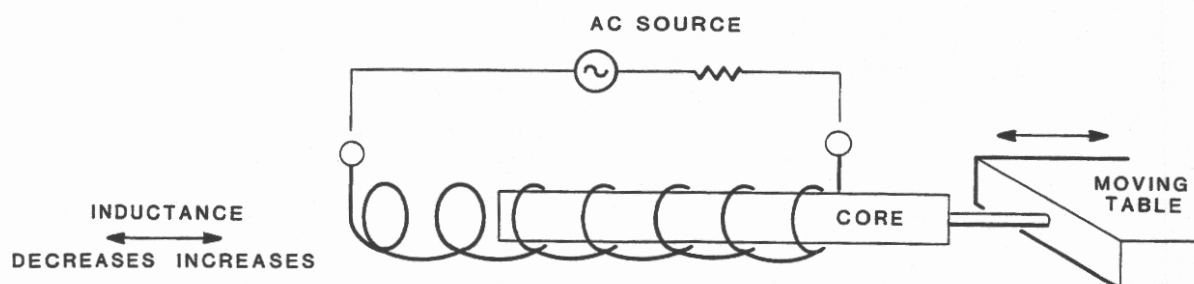 AC SOURCE
INDUCTANCE
DECREASES INCREASES
CORE
MOVING
TABLE